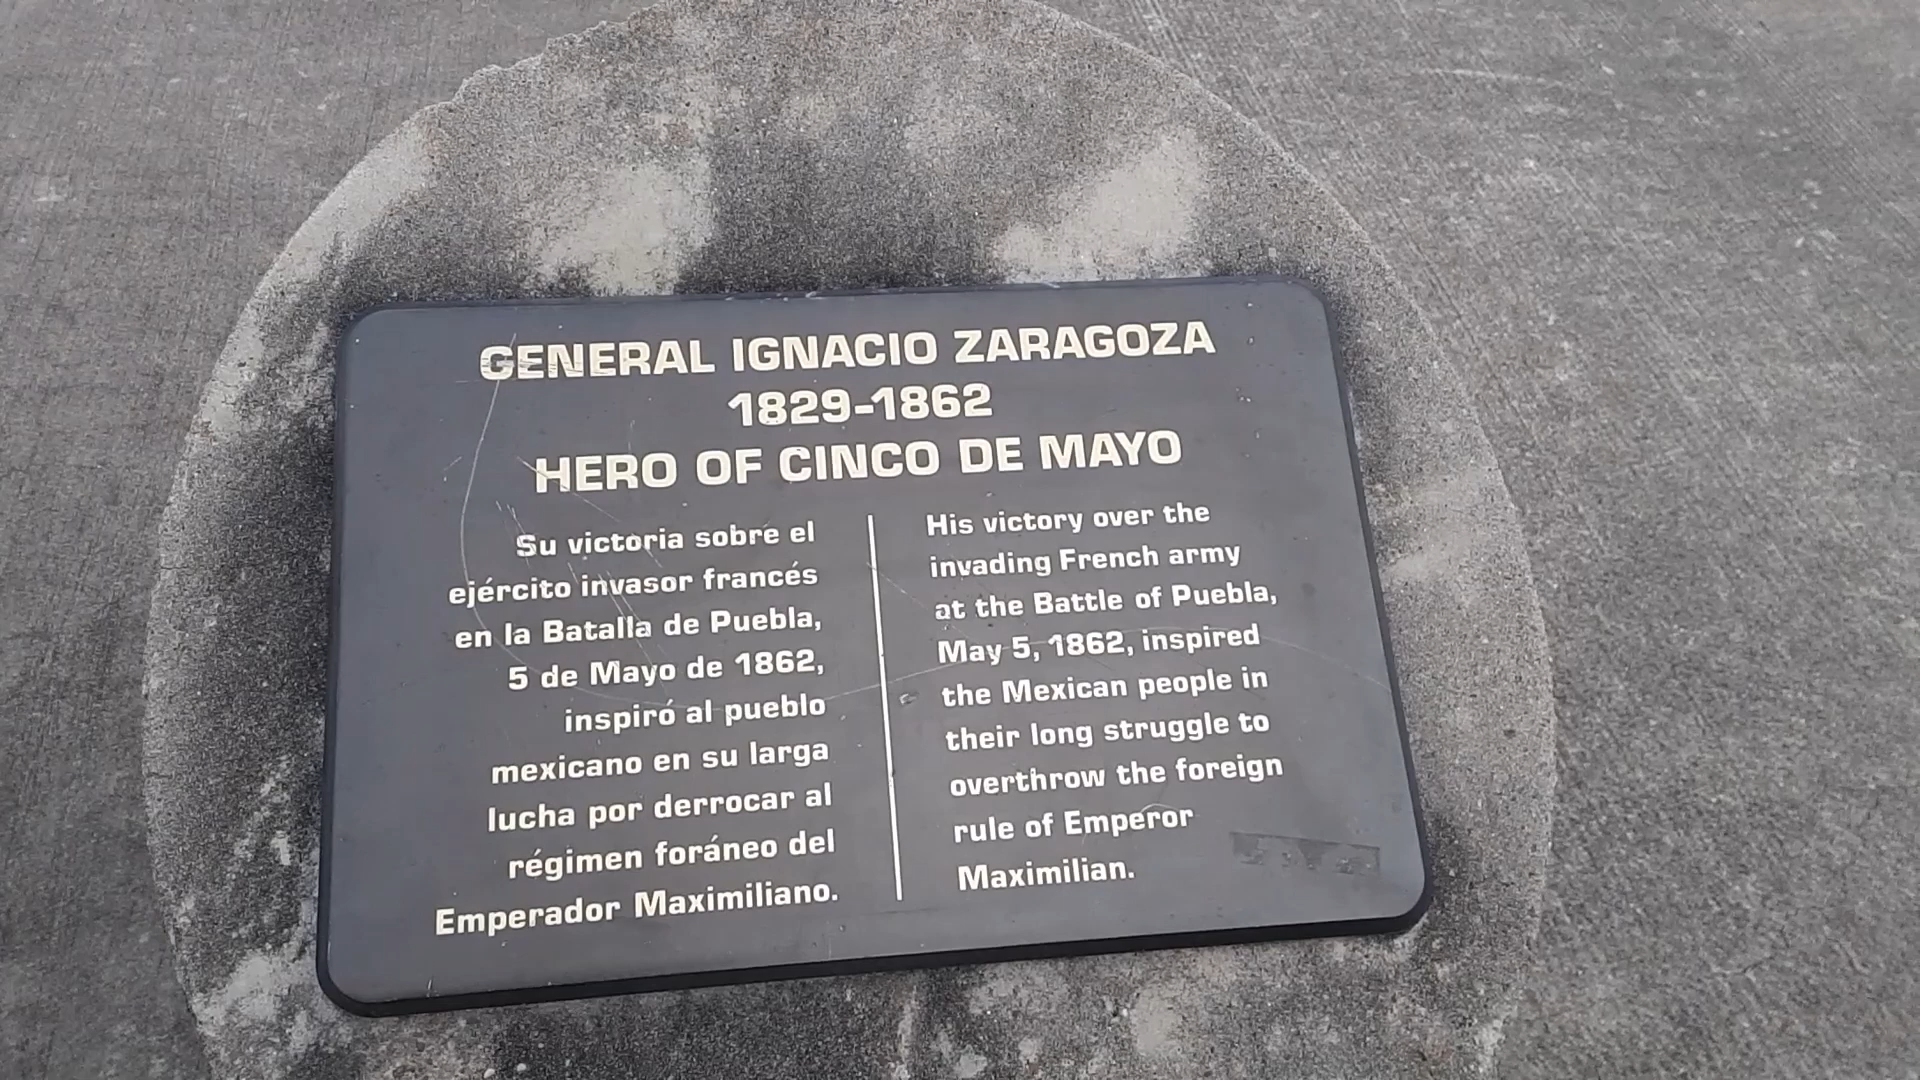 GENERAL IGNACIO ZARAGOZA
1829-1862
HERO OF CINCO DE MAYO
Su victoria sobre el
ejército invasor francés
en la Batalla de Puebla,
5 de Mayo de 1862,
inspiró al pueblo
mexicano en su larga
lucha por derrocar al
régimen foráneo del
Emperador Maximiliano.
His victory over the
invading French army
at the Battle of Puebla,
May 5, 1862, inspired
the Mexican people in
their long struggle to
overthrow the foreign
rule of Emperor
Maximilian.